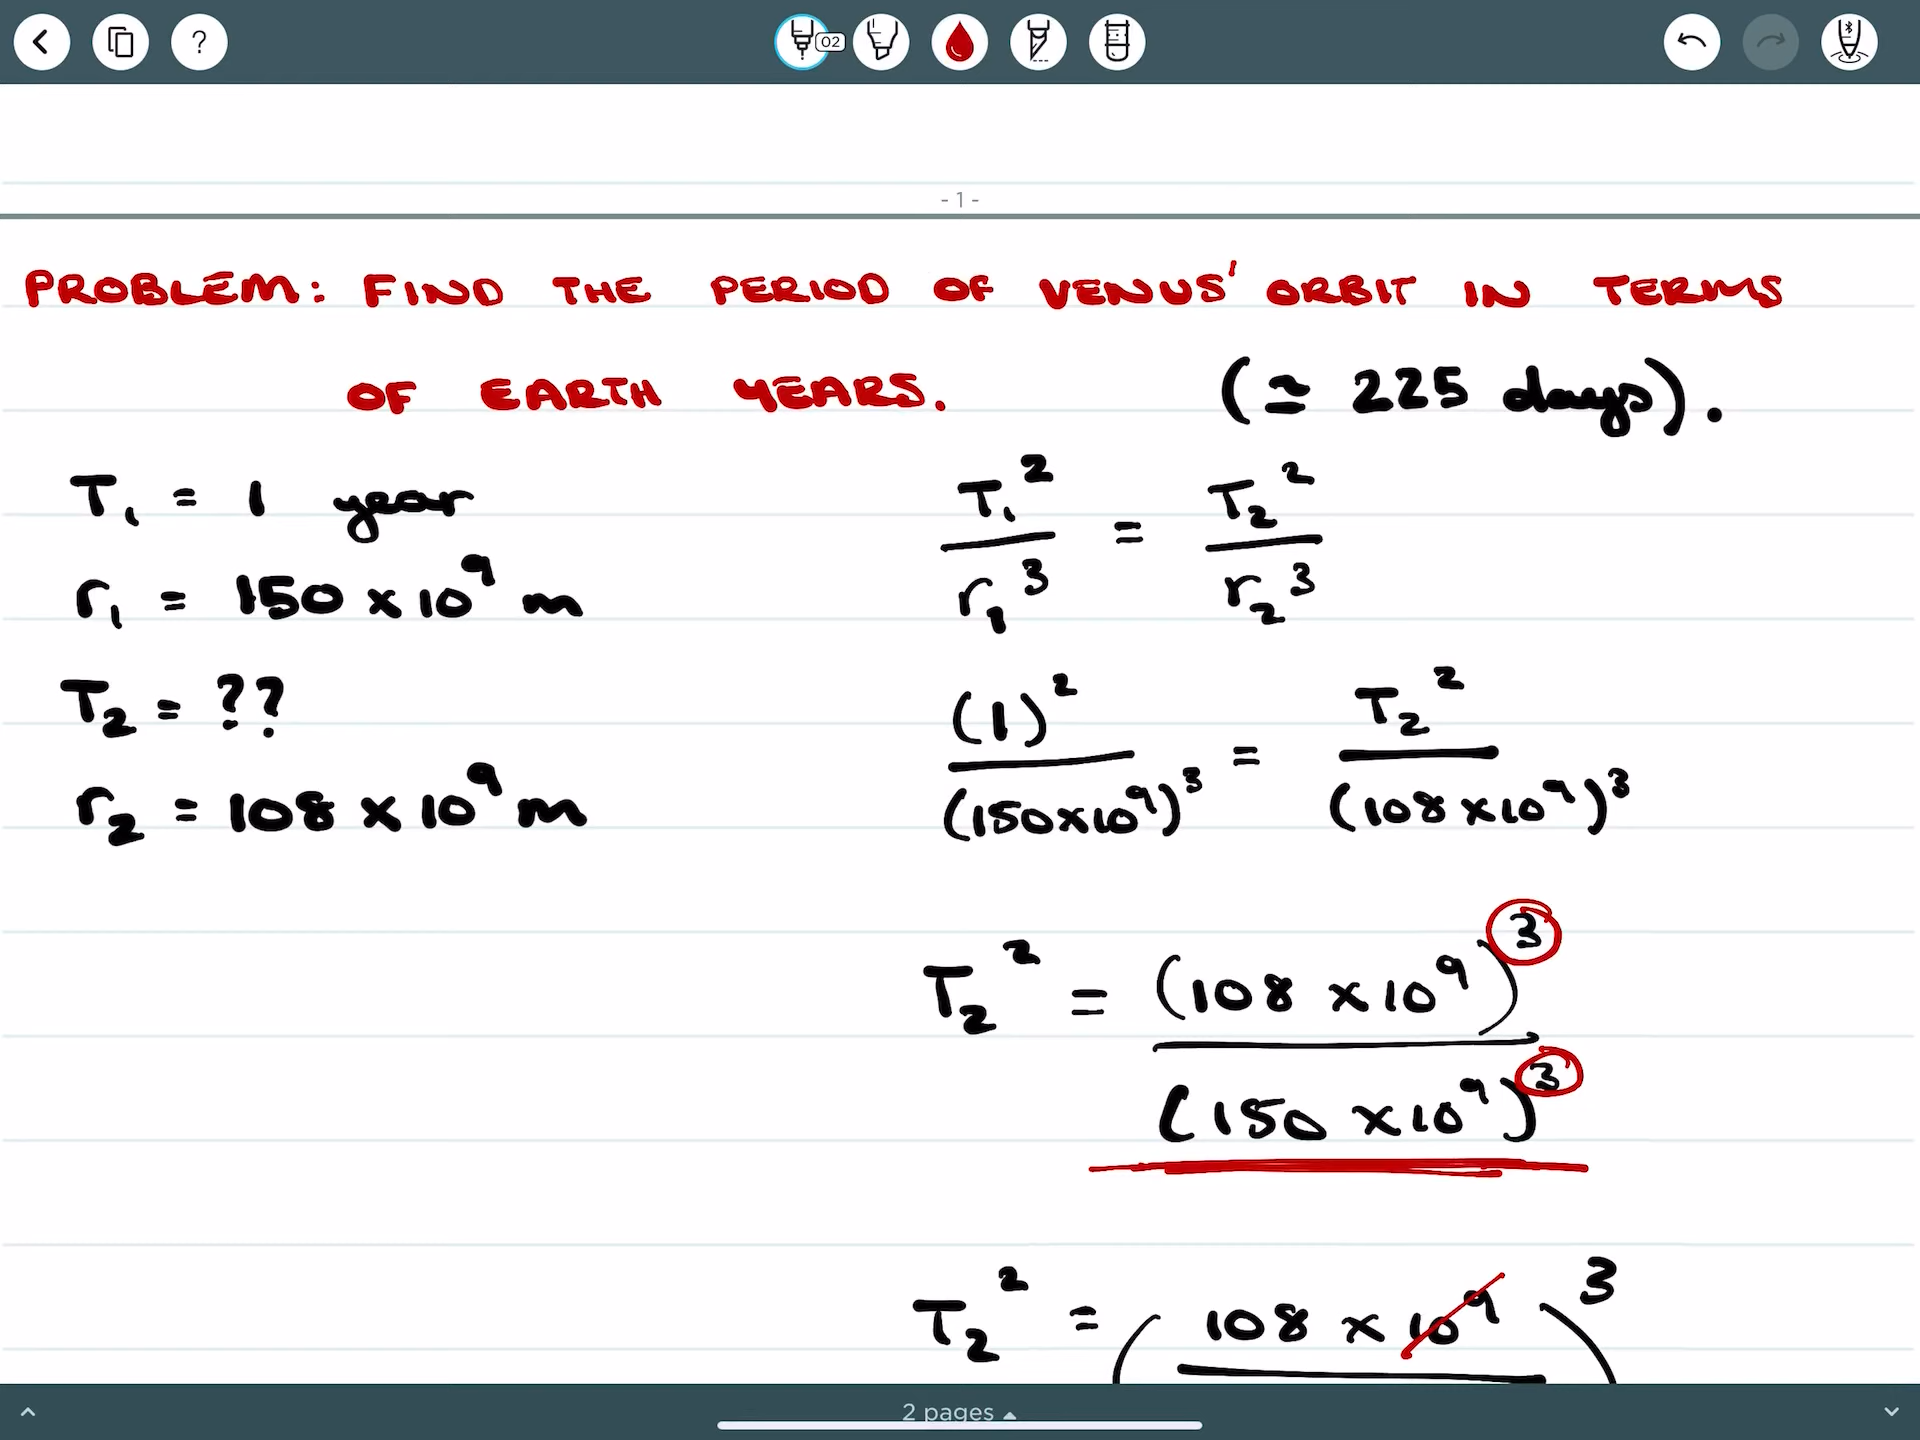 ?
02
- 1 -
PROBLEM: FIND THE PERIOD OF VENUS' ORBIT IN TERMS
OF EARTH YEARS. (≃ 225 days).
T₁ = 1 year
r₁ = 150 x 10⁹ m
T₂ = ??
r₂ = 108 x 10⁹ m
T₁² / r₁³ = T₂² / r₂³
(1)² / (150x10⁹)³ = T₂² / (108x10⁹)³
T₂² = (108 x10⁹)³ / (150 x10⁹)³
T₂² = ( 108 x 10⁹ )³
2 pages